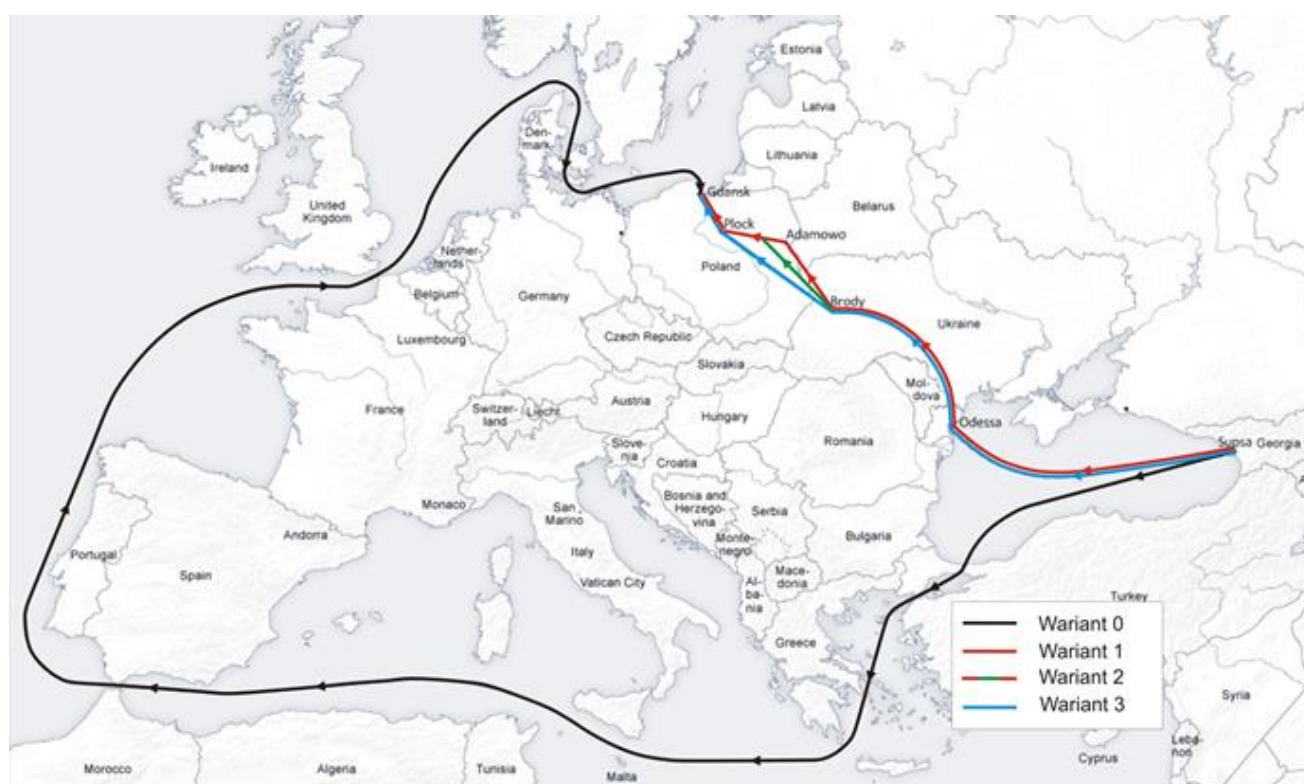 Estonia
Latvia
Den-
mark
Lithuania
Ireland
United
Kingdom
Gdańsk
Belarus
Płock
Adamowo
Nether-
lands
Poland
Belgium
Germany
Brody
Ukraine
Luxembourg
Czech Republic
Slovakia
Mol-
dova
Austria
France
Switzer-
land
Liecht
Hungary
Odessa
Slove-
nia
Romania
Supsa
Georgia
Croatia
Bosnia and
Herzego-
vina
Monaco
San
Marino
Serbia
Andorra
Monte-
negro
Bulgaria
Portugal
Italy
Spain
Vatican City
Mace-
donia
Al-
ba-
nia
Turkey
Greece
Wariant 0
Wariant 1
Wariant 2
Wariant 3
Syria
Leba-
non
Cyprus
Morocco
Algeria
Tunisia
Malta